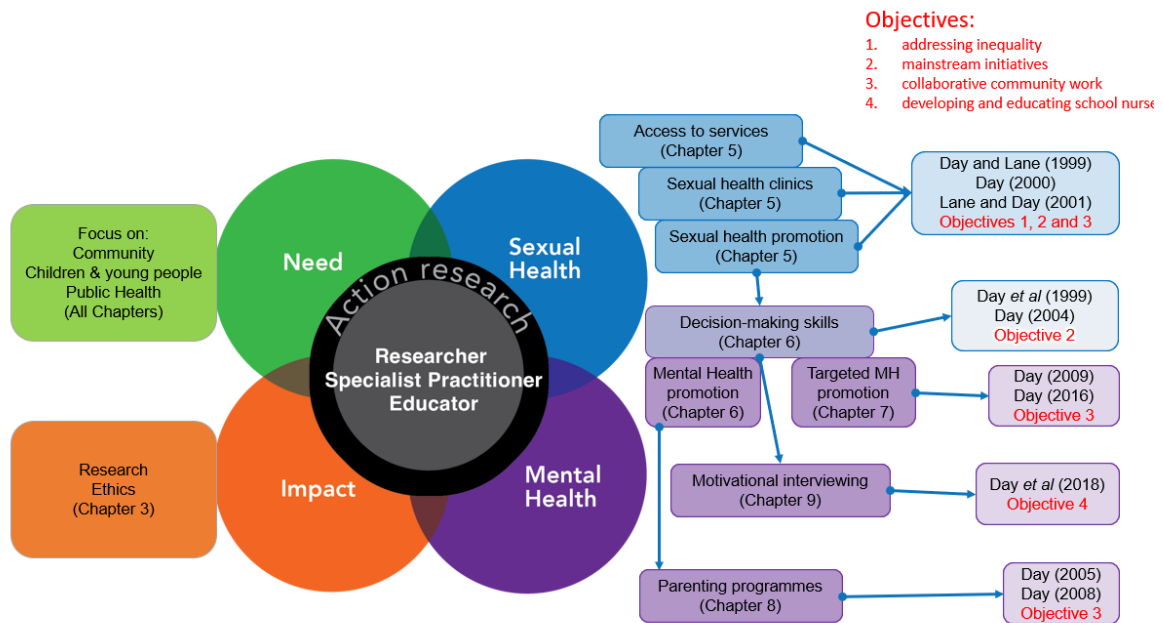 Objectives:
1. addressing inequality
2. mainstream initiatives
3. collaborative community work
4. developing and educating school nurse
Focus on:
Community
Children & young people
Public Health
(All Chapters)
Research
Ethics
(Chapter 3)
Need
Sexual
Health
Impact
Mental
Health
Action research
Researcher
Specialist Practitioner
Educator
Access to services
(Chapter 5)
Sexual health clinics
(Chapter 5)
Sexual health promotion
(Chapter 5)
Day and Lane (1999)
Day (2000)
Lane and Day (2001)
Objectives 1, 2 and 3
Decision-making skills
(Chapter 6)
Day et al (1999)
Day (2004)
Objective 2
Mental Health
promotion
(Chapter 6)
Targeted MH
promotion
(Chapter 7)
Day (2009)
Day (2016)
Objective 3
Motivational interviewing
(Chapter 9)
Day et al (2018)
Objective 4
Parenting programmes
(Chapter 8)
Day (2005)
Day (2008)
Objective 3